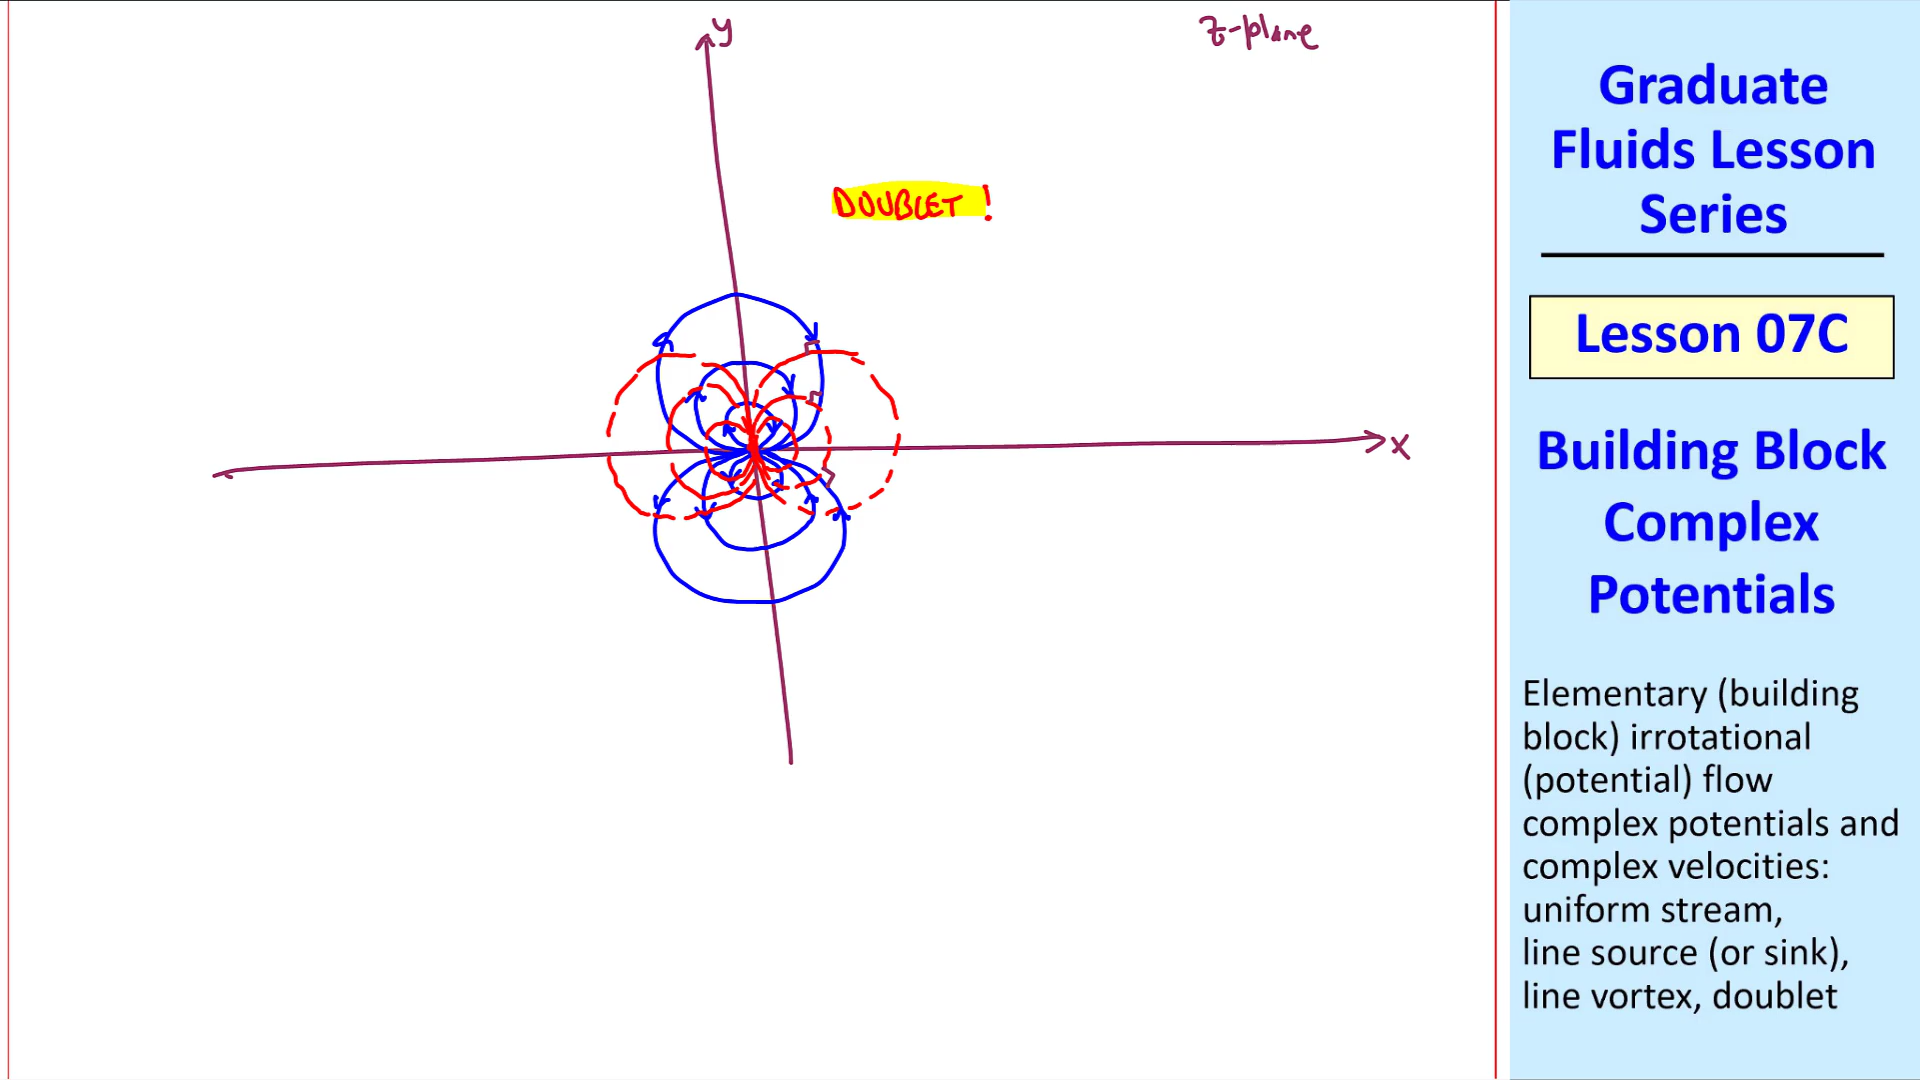 y
z-plane
DOUBLET!
x
Graduate
Fluids Lesson
Series
Lesson 07C
Building Block
Complex
Potentials
Elementary (building
block) irrotational
(potential) flow
complex potentials and
complex velocities:
uniform stream,
line source (or sink),
line vortex, doublet